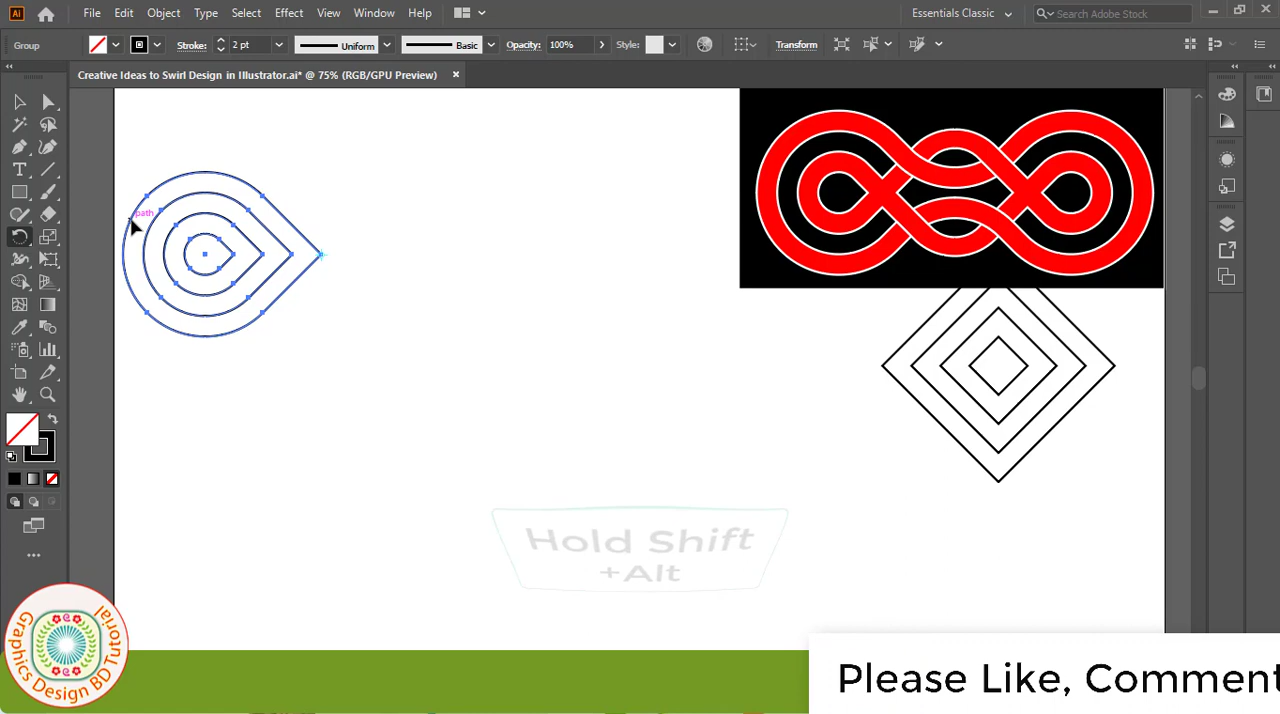 Ai File Edit Object Type Select Effect View Window Help Essentials Classic Search Adobe Stock
Group Stroke: 2 pt Uniform Basic Opacity: 100% Style: Transform
Creative Ideas to Swirl Design in Illustrator.ai* @ 75% (RGB/GPU Preview)
path
Hold Shift
+Alt
Graphics Design BD Tutorial
Please Like, Comment